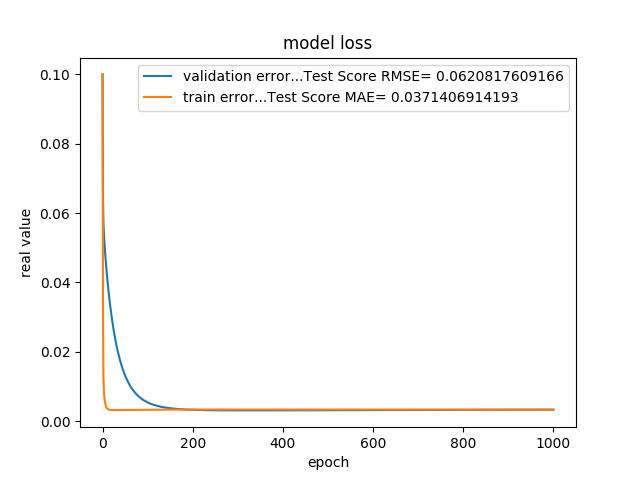 model loss
validation error...Test Score RMSE= 0.0620817609166
train error...Test Score MAE= 0.0371406914193
0.10
0.08
0.06
0.04
0.02
0.00
real value
0 200 400 600 800 1000
epoch